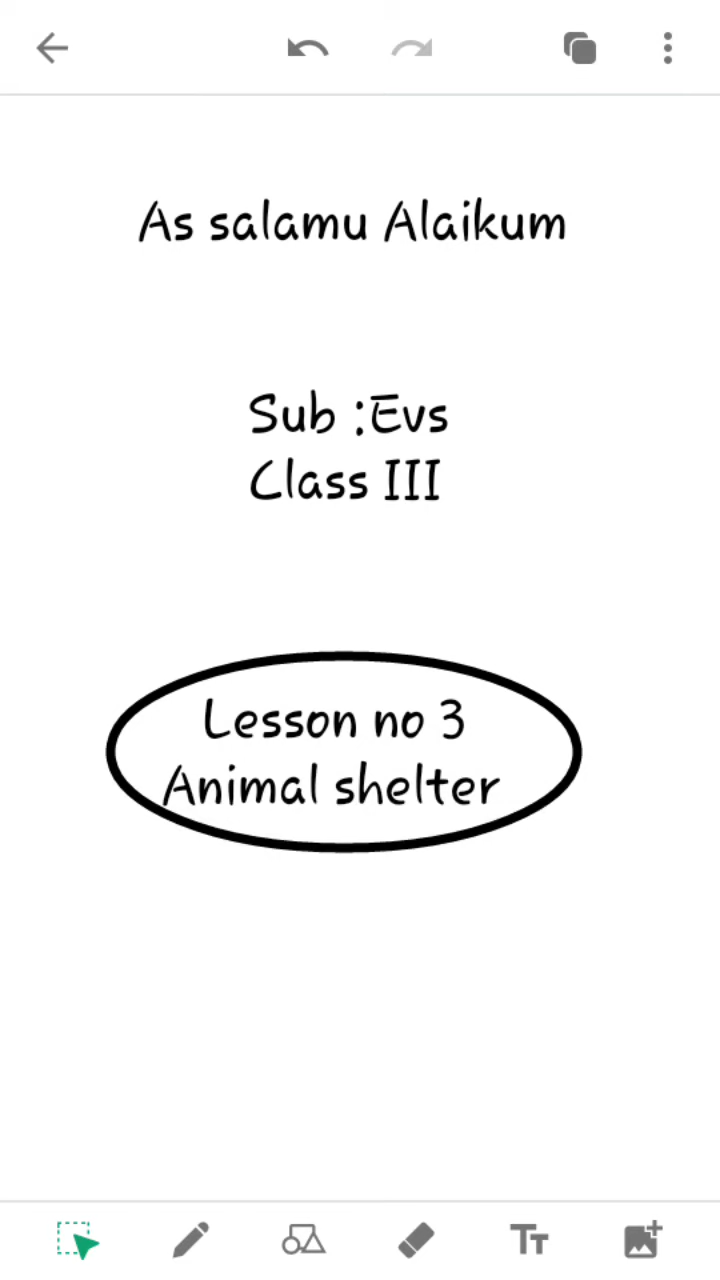 As salamu Alaikum
Sub :Evs
Class III
Lesson no 3
Animal shelter